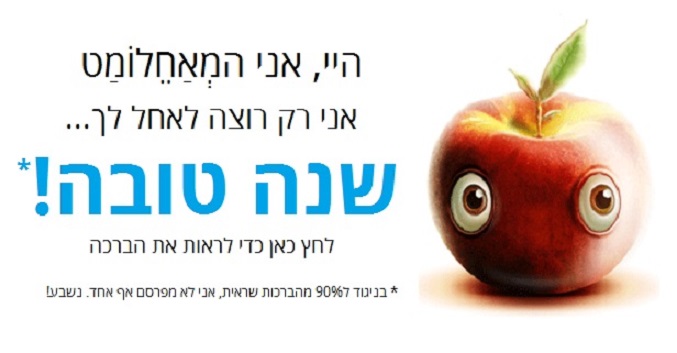 היי, אני המְאַחֵלוֹמַט
אני רק רוצה לאחל לך...
שנה טובה!*
לחץ כאן כדי לראות את הברכה
* בניגוד ל90% מהברכות שראית, אני לא מפרסם אף אחד. נשבע!